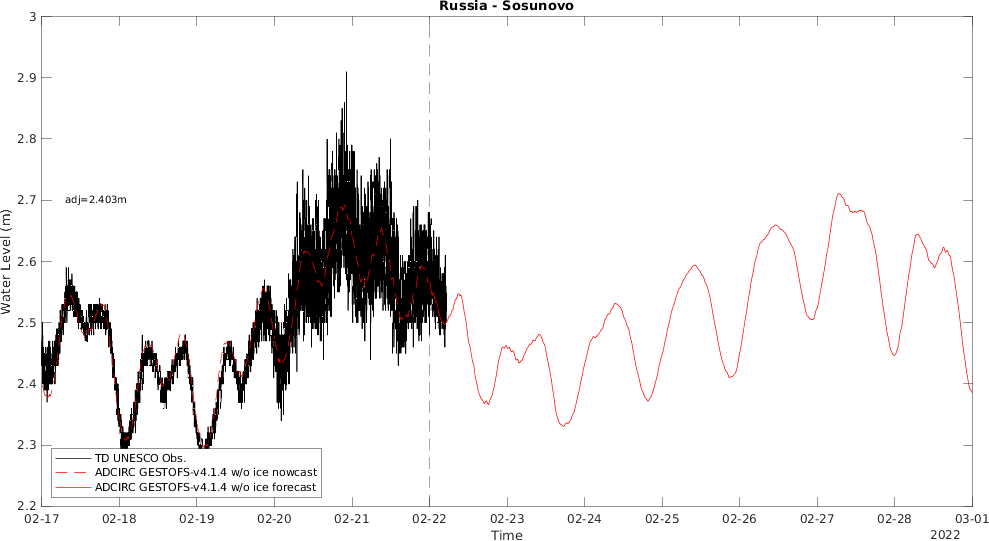 Russia - Sosunovo
3
2.9
2.8
2.7
2.6
2.5
2.4
2.3
2.2
Water Level (m)
adj=2.403m
TD UNESCO Obs.
ADCIRC GESTOFS-v4.1.4 w/o ice nowcast
ADCIRC GESTOFS-v4.1.4 w/o ice forecast
02-17 02-18 02-19 02-20 02-21 02-22 03-23 02-24 02-25 02-26 02-27 02-28 03-01
Time
2022